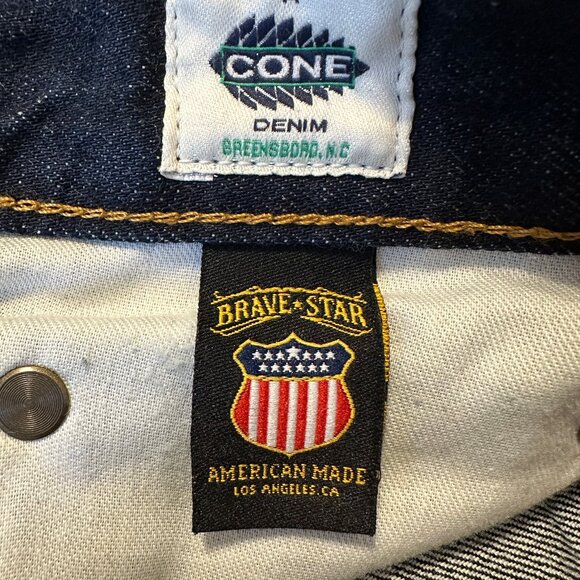 CONE
DENIM
GREENSBORO, N.C
BRAVE★STAR
AMERICAN MADE
LOS ANGELES, CA